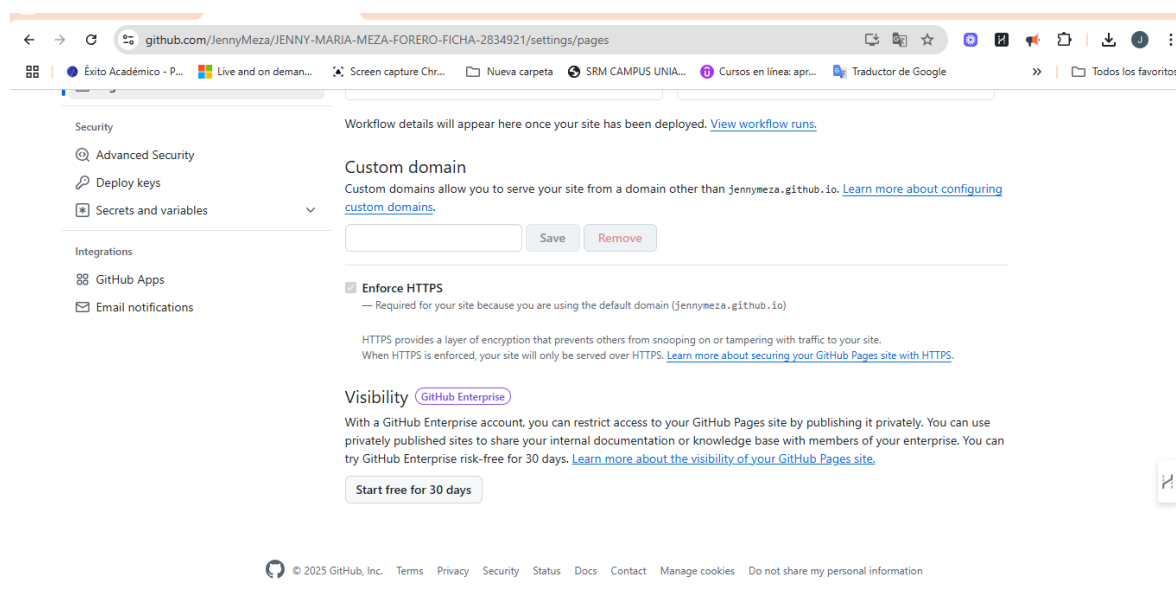 github.com/JennyMeza/JENNY-MARIA-MEZA-FORERO-FICHA-2834921/settings/pages
J
Éxito Académico - P...
Live and on deman...
Screen capture Chr...
Nueva carpeta
SRM CAMPUS UNIA...
Cursos en línea: apr...
Traductor de Google
»
Todos los favoritos
Security
Advanced Security
Deploy keys
Secrets and variables
Integrations
GitHub Apps
Email notifications
Workflow details will appear here once your site has been deployed. View workflow runs.
Custom domain
Custom domains allow you to serve your site from a domain other than jennymeza.github.io. Learn more about configuring
custom domains.
Save
Remove
Enforce HTTPS
— Required for your site because you are using the default domain (jennymeza.github.io)
HTTPS provides a layer of encryption that prevents others from snooping on or tampering with traffic to your site.
When HTTPS is enforced, your site will only be served over HTTPS. Learn more about securing your GitHub Pages site with HTTPS.
Visibility GitHub Enterprise
With a GitHub Enterprise account, you can restrict access to your GitHub Pages site by publishing it privately. You can use
privately published sites to share your internal documentation or knowledge base with members of your enterprise. You can
try GitHub Enterprise risk-free for 30 days. Learn more about the visibility of your GitHub Pages site.
Start free for 30 days
© 2025 GitHub, Inc. Terms Privacy Security Status Docs Contact Manage cookies Do not share my personal information